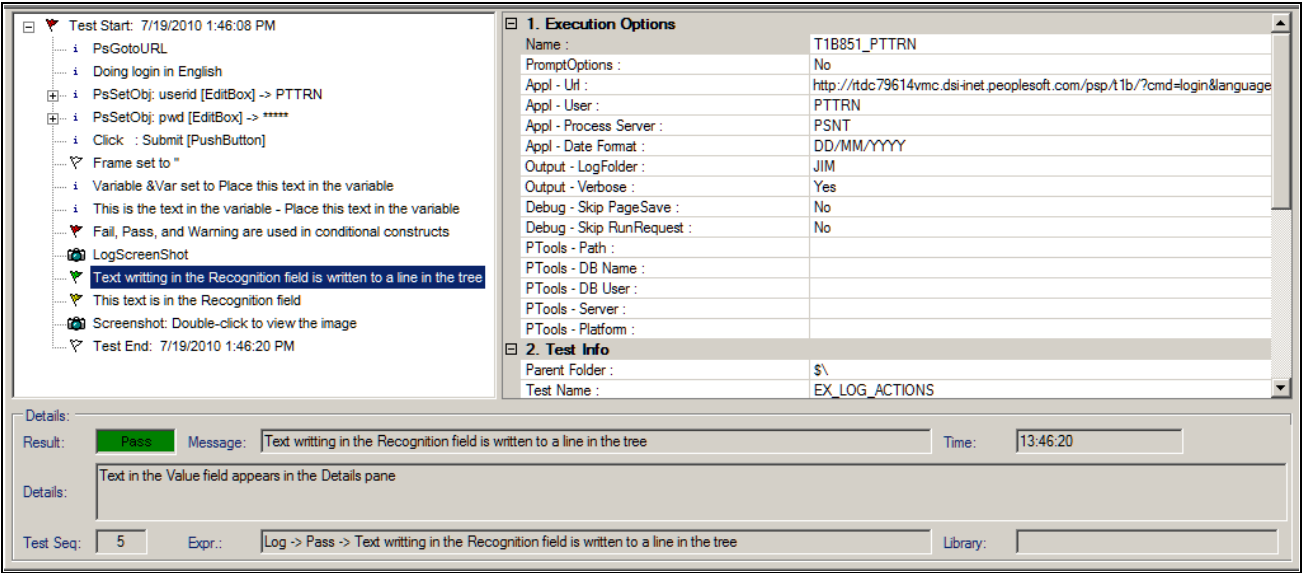 Test Start: 7/19/2010 1:46:08 PM
PsGotoURL
Doing login in English
PsSetObj: userid [EditBox] -> PTTRN
PsSetObj: pwd [EditBox] -> *****
Click : Submit [PushButton]
Frame set to ''
Variable &Var set to Place this text in the variable
This is the text in the variable - Place this text in the variable
Fail, Pass, and Warning are used in conditional constructs
LogScreenShot
Text writting in the Recognition field is written to a line in the tree
This text is in the Recognition field
Screenshot: Double-click to view the image
Test End: 7/19/2010 1:46:20 PM
1. Execution Options
Name : T1B851_PTTRN
PromptOptions : No
Appl - Url : http://rtdc79614vmc.dsi-inet.peoplesoft.com/psp/t1b/?cmd=login&language
Appl - User : PTTRN
Appl - Process Server : PSNT
Appl - Date Format : DD/MM/YYYY
Output - LogFolder : JIM
Output - Verbose : Yes
Debug - Skip PageSave : No
Debug - Skip RunRequest : No
PTools - Path :
PTools - DB Name :
PTools - DB User :
PTools - Server :
PTools - Platform :
2. Test Info
Parent Folder : $\
Test Name : EX_LOG_ACTIONS
Details:
Result: Pass Message: Text writting in the Recognition field is written to a line in the tree Time: 13:46:20
Details: Text in the Value field appears in the Details pane
Test Seq: 5 Expr.: Log -> Pass -> Text writting in the Recognition field is written to a line in the tree Library: